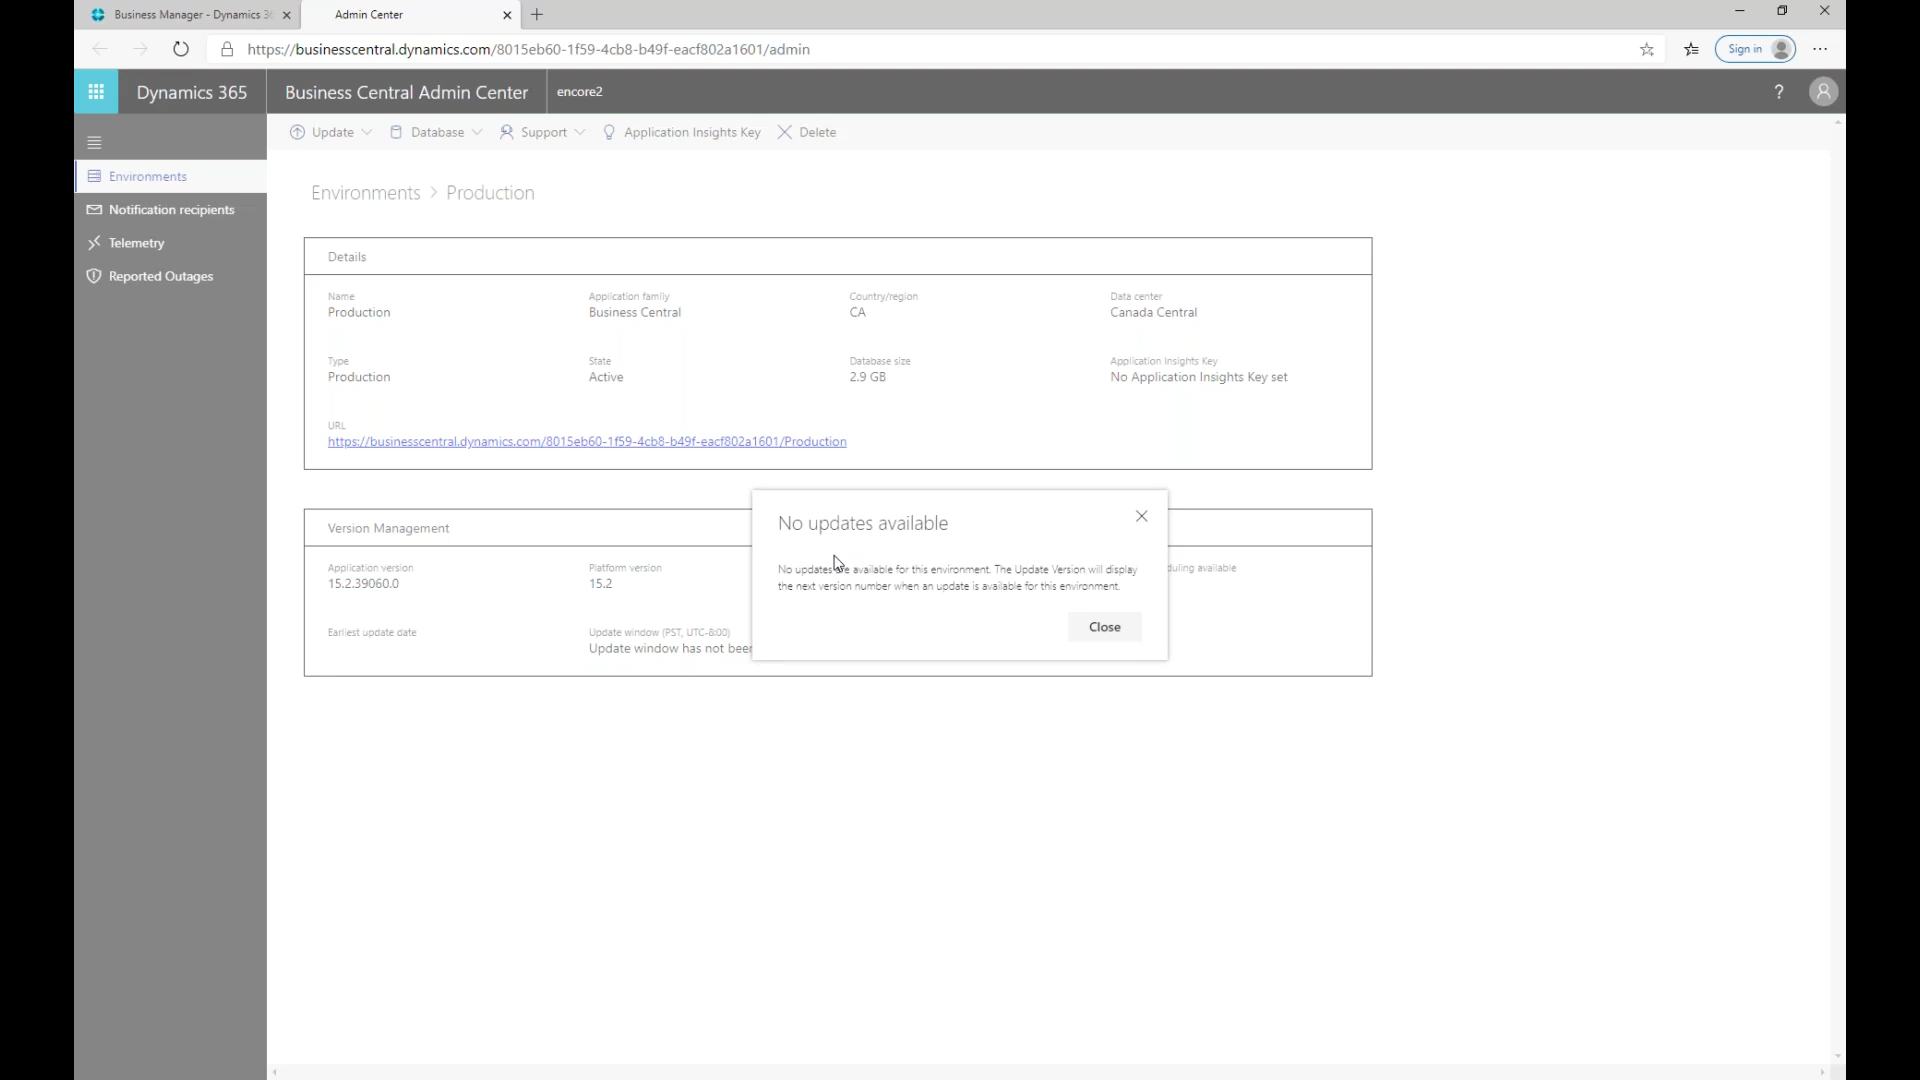 Business Manager - Dynamics 36
Admin Center
https://businesscentral.dynamics.com/8015eb60-1f59-4cb8-b49f-eacf802a1601/admin
Sign in
Dynamics 365
Business Central Admin Center
encore2
?
Update
Database
Support
Application Insights Key
Delete
Environments
Notification recipients
Telemetry
Reported Outages
Environments > Production
Details
Name
Production
Application family
Business Central
Country/region
CA
Data center
Canada Central
Type
Production
State
Active
Database size
2.9 GB
Application Insights Key
No Application Insights Key set
URL
https://businesscentral.dynamics.com/8015eb60-1f59-4cb8-b49f-eacf802a1601/Production
Version Management
Application version
15.2.39060.0
Platform version
15.2
duling available
Earliest update date
Update window (PST, UTC-8:00)
Update window has not beer
No updates available
No updates are available for this environment. The Update Version will display
the next version number when an update is available for this environment.
Close